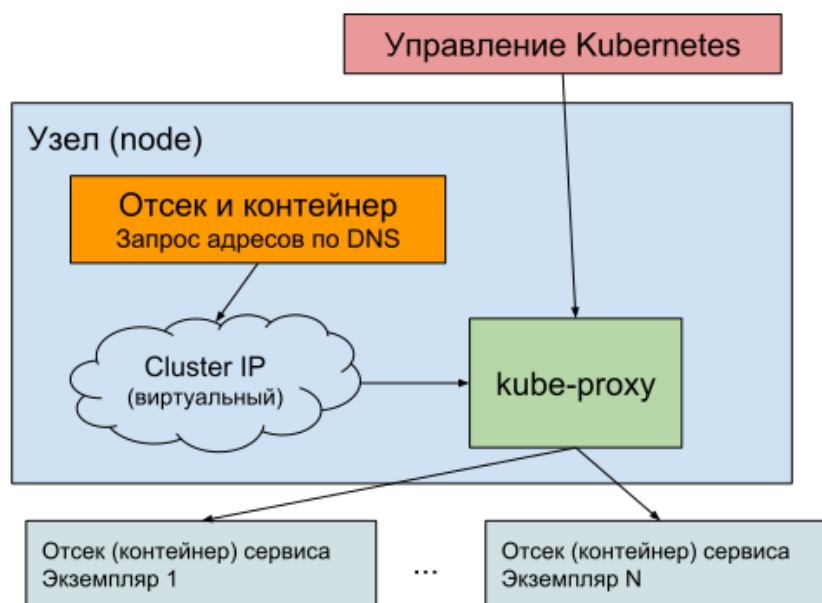 Управление Kubernetes
Узел (node)
Отсек и контейнер
Запрос адресов по DNS
Cluster IP
(виртуальный)
kube-proxy
Отсек (контейнер) сервиса
Экземпляр 1
...
Отсек (контейнер) сервиса
Экземпляр N